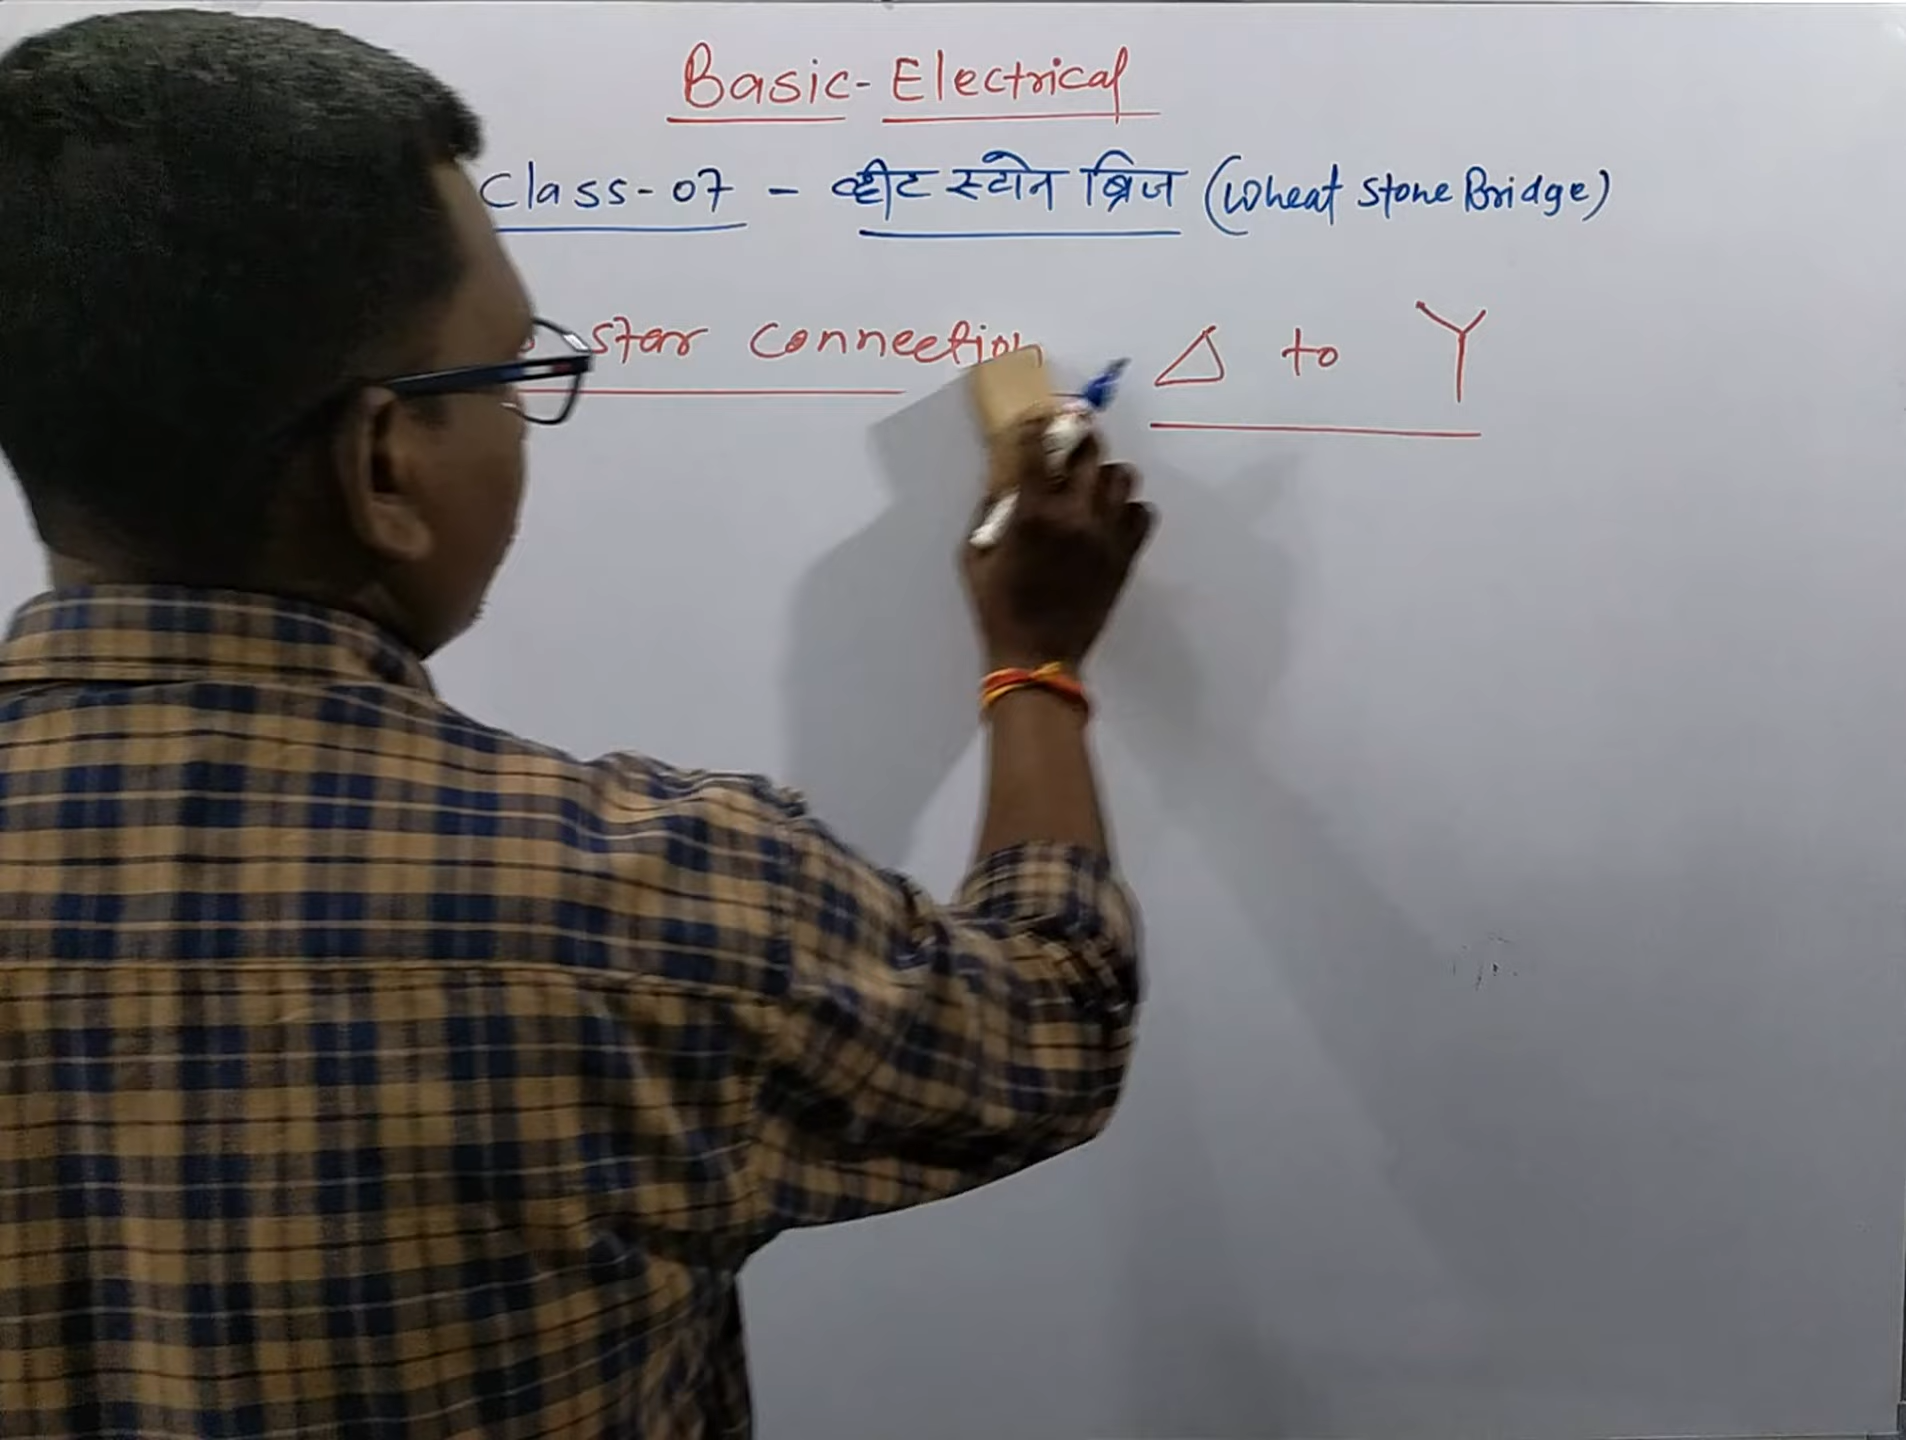 Basic-Electrical
Class-07 - व्हीट स्टोन ब्रिज (Wheat Stone Bridge)
star connection Δ to Y